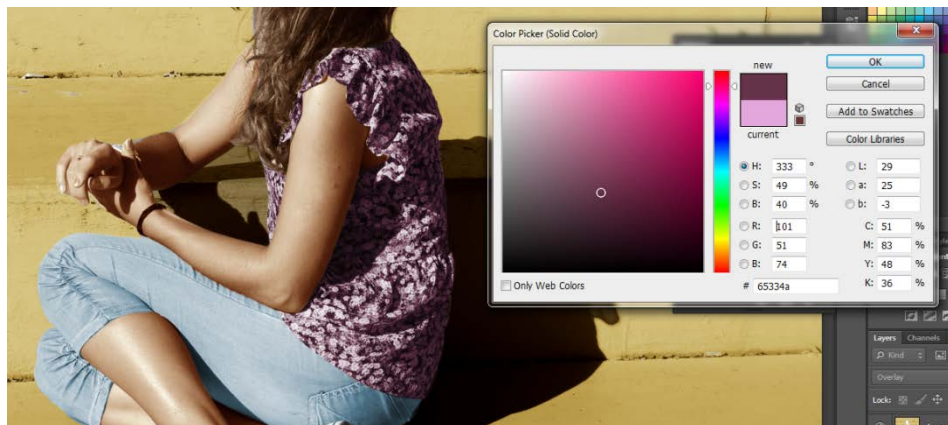 Color Picker (Solid Color)
new
current
OK
Cancel
Add to Swatches
Color Libraries
H: 333 °
S: 49 %
B: 40 %
R: 101
G: 51
B: 74
L: 29
a: 25
b: -3
C: 51 %
M: 83 %
Y: 48 %
K: 36 %
Only Web Colors
# 65334a
Layers Channels
Kind
Overlay
Lock: